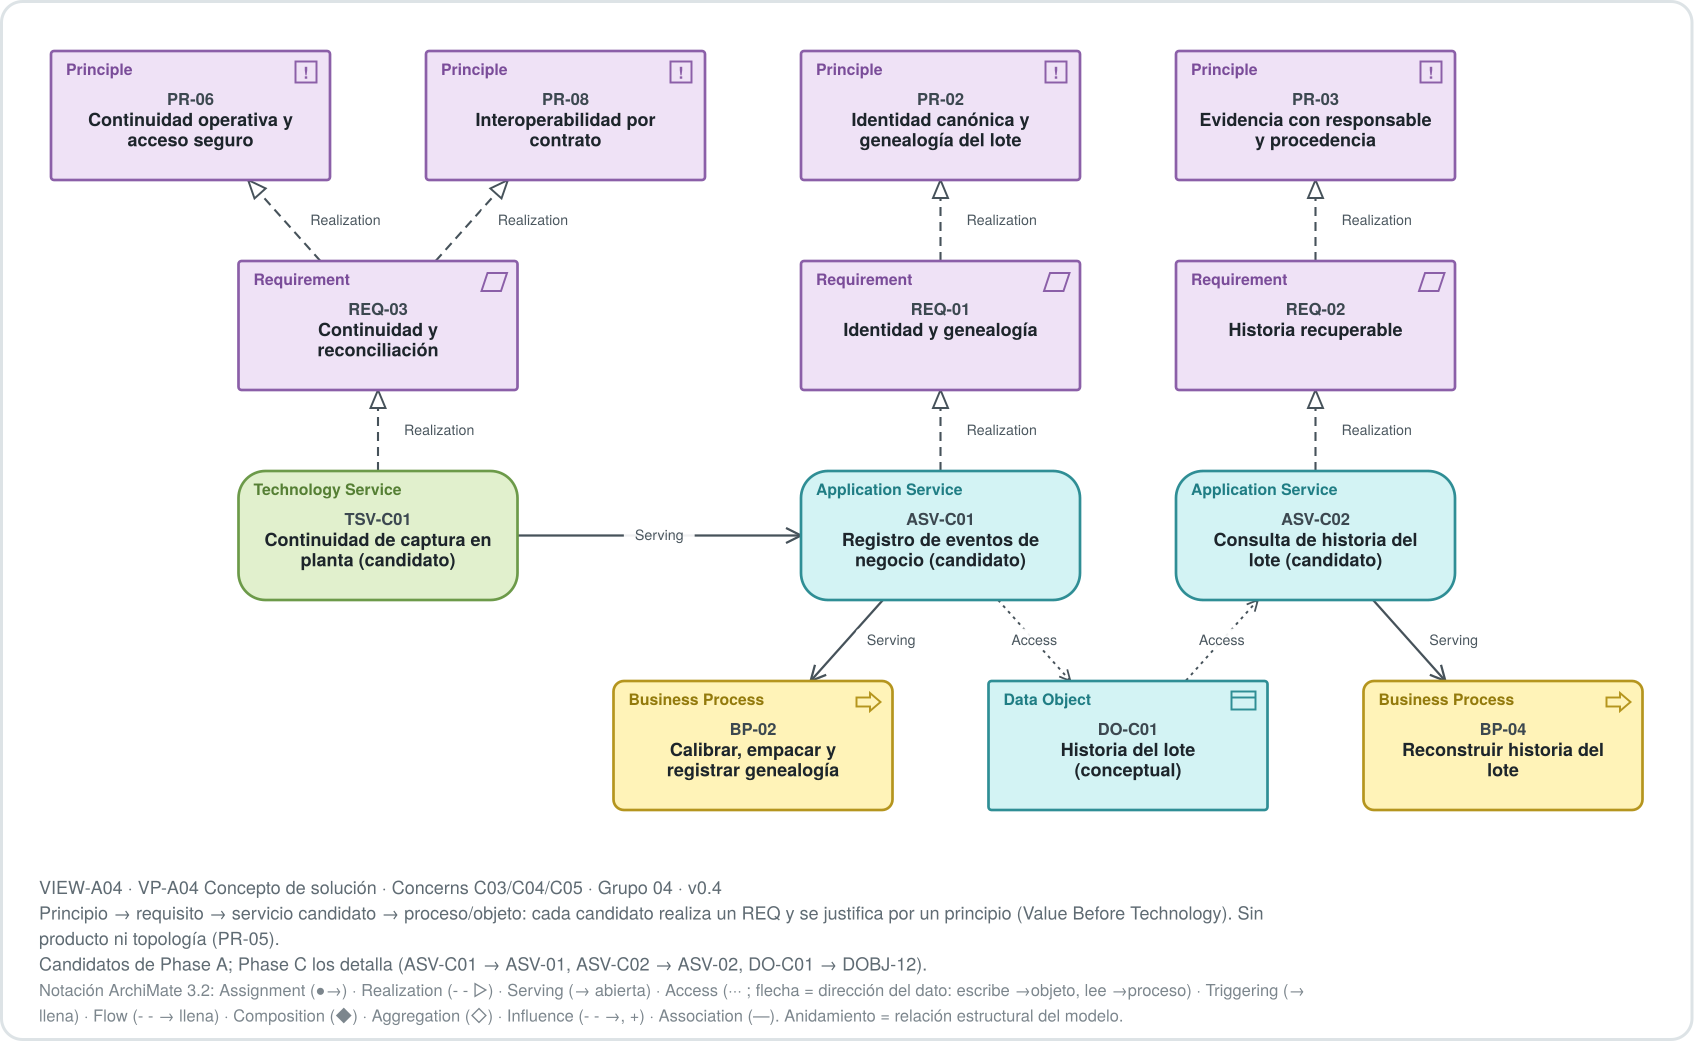 Principle
!
PR-06
Continuidad operativa y
acceso seguro
Principle
!
PR-08
Interoperabilidad por
contrato
Principle
!
PR-02
Identidad canónica y
genealogía del lote
Principle
!
PR-03
Evidencia con responsable
y procedencia
Realization
Realization
Realization
Realization
Requirement
REQ-03
Continuidad y
reconciliación
Requirement
REQ-01
Identidad y genealogía
Requirement
REQ-02
Historia recuperable
Realization
Realization
Realization
Technology Service
TSV-C01
Continuidad de captura en
planta (candidato)
Serving
Application Service
ASV-C01
Registro de eventos de
negocio (candidato)
Application Service
ASV-C02
Consulta de historia del
lote (candidato)
Serving
Access
Access
Serving
Business Process
BP-02
Calibrar, empacar y
registrar genealogía
Data Object
DO-C01
Historia del lote
(conceptual)
Business Process
BP-04
Reconstruir historia del
lote
VIEW-A04 · VP-A04 Concepto de solución · Concerns C03/C04/C05 · Grupo 04 · v0.4
Principio → requisito → servicio candidato → proceso/objeto: cada candidato realiza un REQ y se justifica por un principio (Value Before Technology). Sin
producto ni topología (PR-05).
Candidatos de Phase A; Phase C los detalla (ASV-C01 → ASV-01, ASV-C02 → ASV-02, DO-C01 → DOBJ-12).
Notación ArchiMate 3.2: Assignment (●→) · Realization (- - ▷) · Serving (→ abierta) · Access (··· ; flecha = dirección del dato: escribe →objeto, lee →proceso) · Triggering (→
llena) · Flow (- - → llena) · Composition (◆) · Aggregation (◇) · Influence (- - →, +) · Association (—). Anidamiento = relación estructural del modelo.